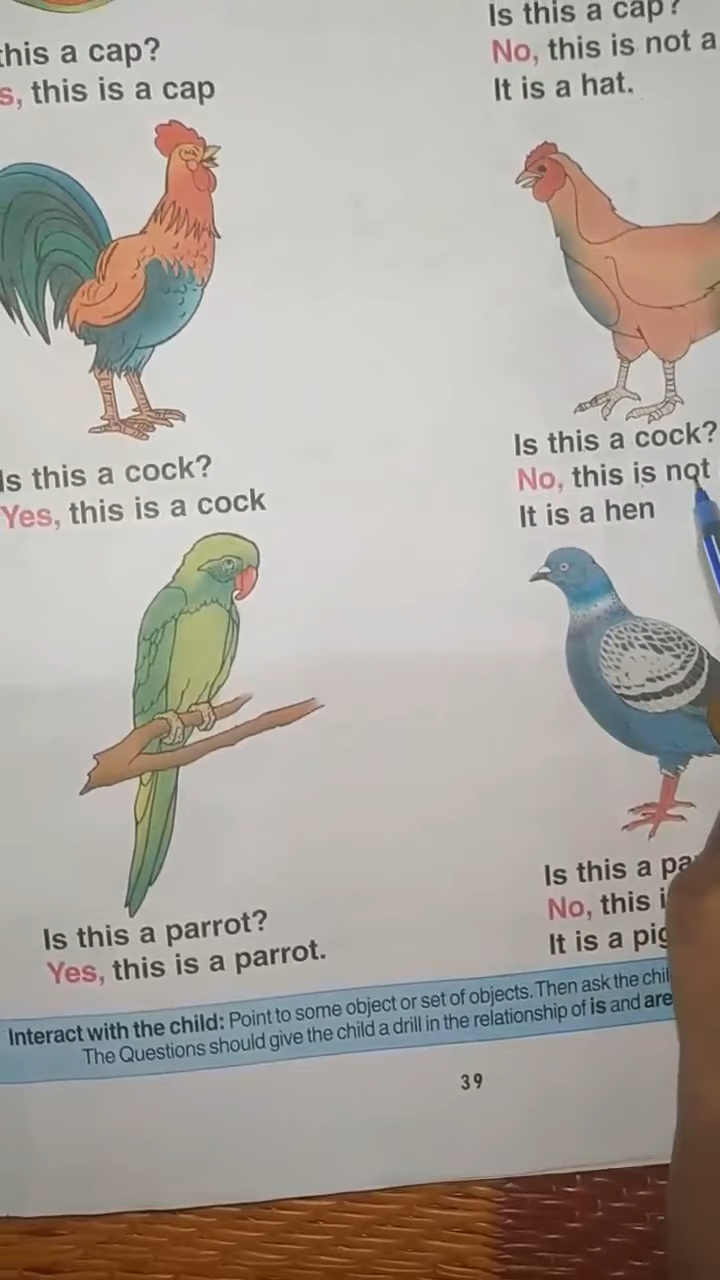 this a cap?
s, this is a cap
Is this a cap?
No, this is not a
It is a hat.
Is this a cock?
Yes, this is a cock
Is this a cock?
No, this is not
It is a hen
Is this a parrot?
Yes, this is a parrot.
Is this a pa
No, this i
It is a pig
Interact with the child: Point to some object or set of objects. Then ask the chil
The Questions should give the child a drill in the relationship of is and are
39